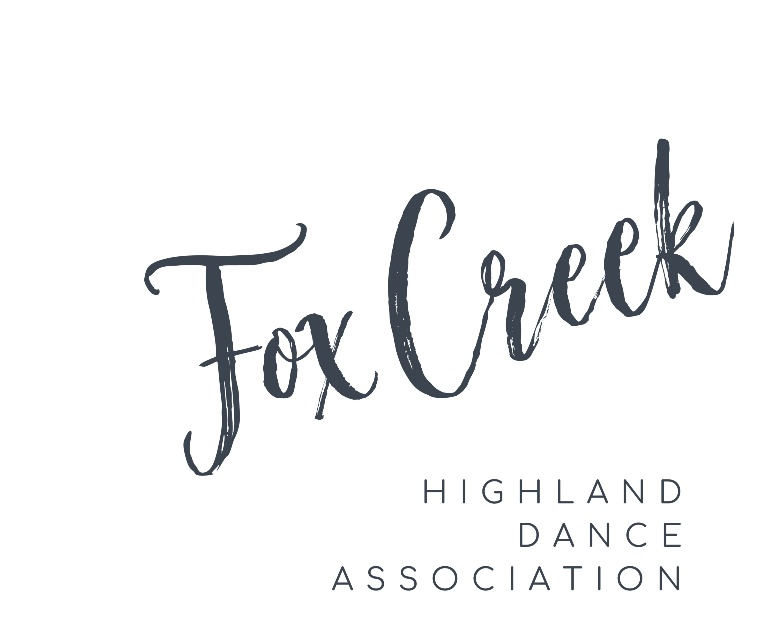 Fox Creek
HIGHLAND
DANCE
ASSOCIATION